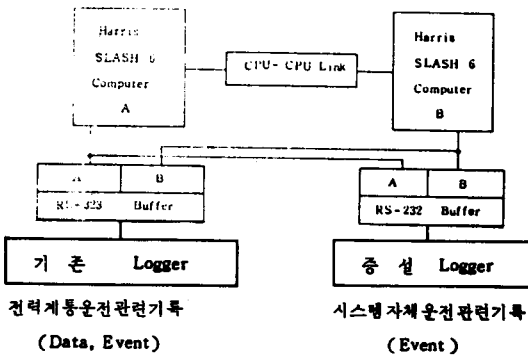 Harris
SLASH 6
Computer
A
CPU- CPU Link
Harris
SLASH 6
Computer
B
A B
RS-323 Buffer
A B
RS-232 Buffer
기 존 Logger
증 설 Logger
전력계통운전관련기록
(Data, Event)
시스템자체운전관련기록
(Event)